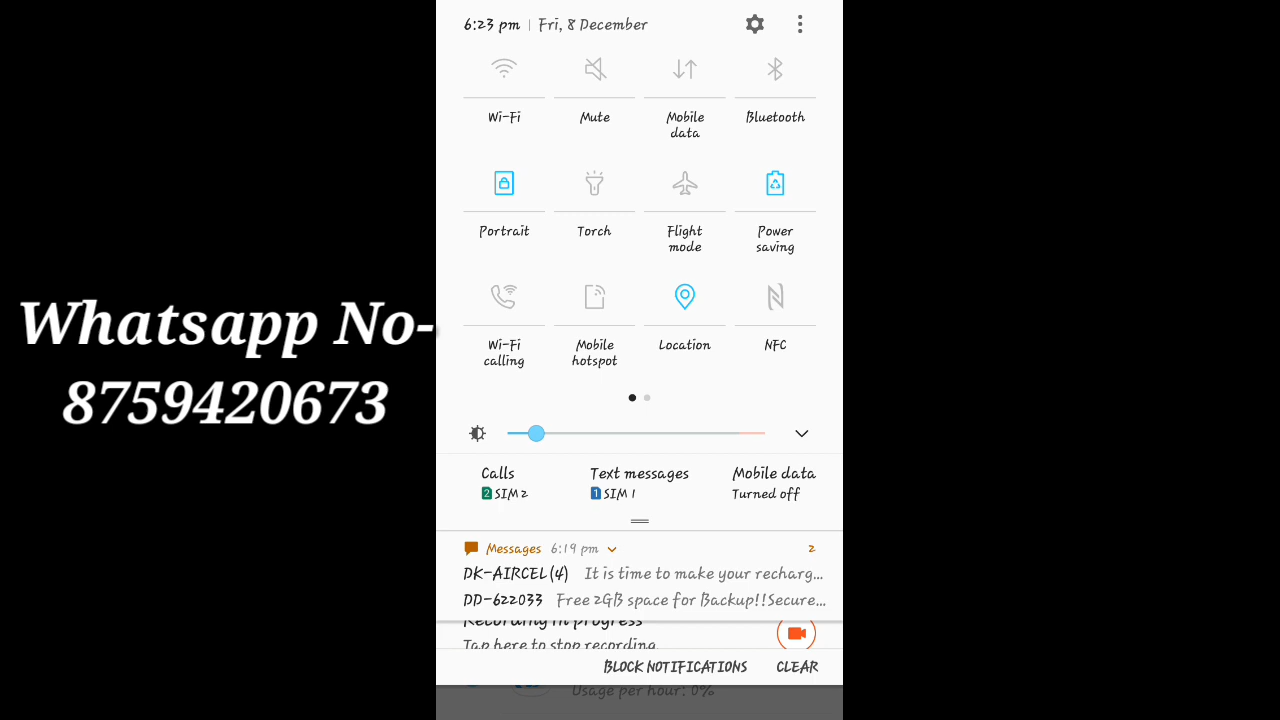 6:23 pm | Fri, 8 December
Wi-Fi
Mute
Mobile data
Bluetooth
Portrait
Torch
Flight mode
Power saving
Wi-Fi calling
Mobile hotspot
Location
NFC
Whatsapp No-
8759420673
Calls
2 SIM 2
Text messages
1 SIM 1
Mobile data
Turned off
Messages 6:19 pm 2
DK-AIRCEL(4) It is time to make your recharg...
DD-622033 Free 2GB space for Backup!!Secure...
Recording in progress
Tap here to stop recording.
BLOCK NOTIFICATIONS CLEAR
Usage per hour: 0%